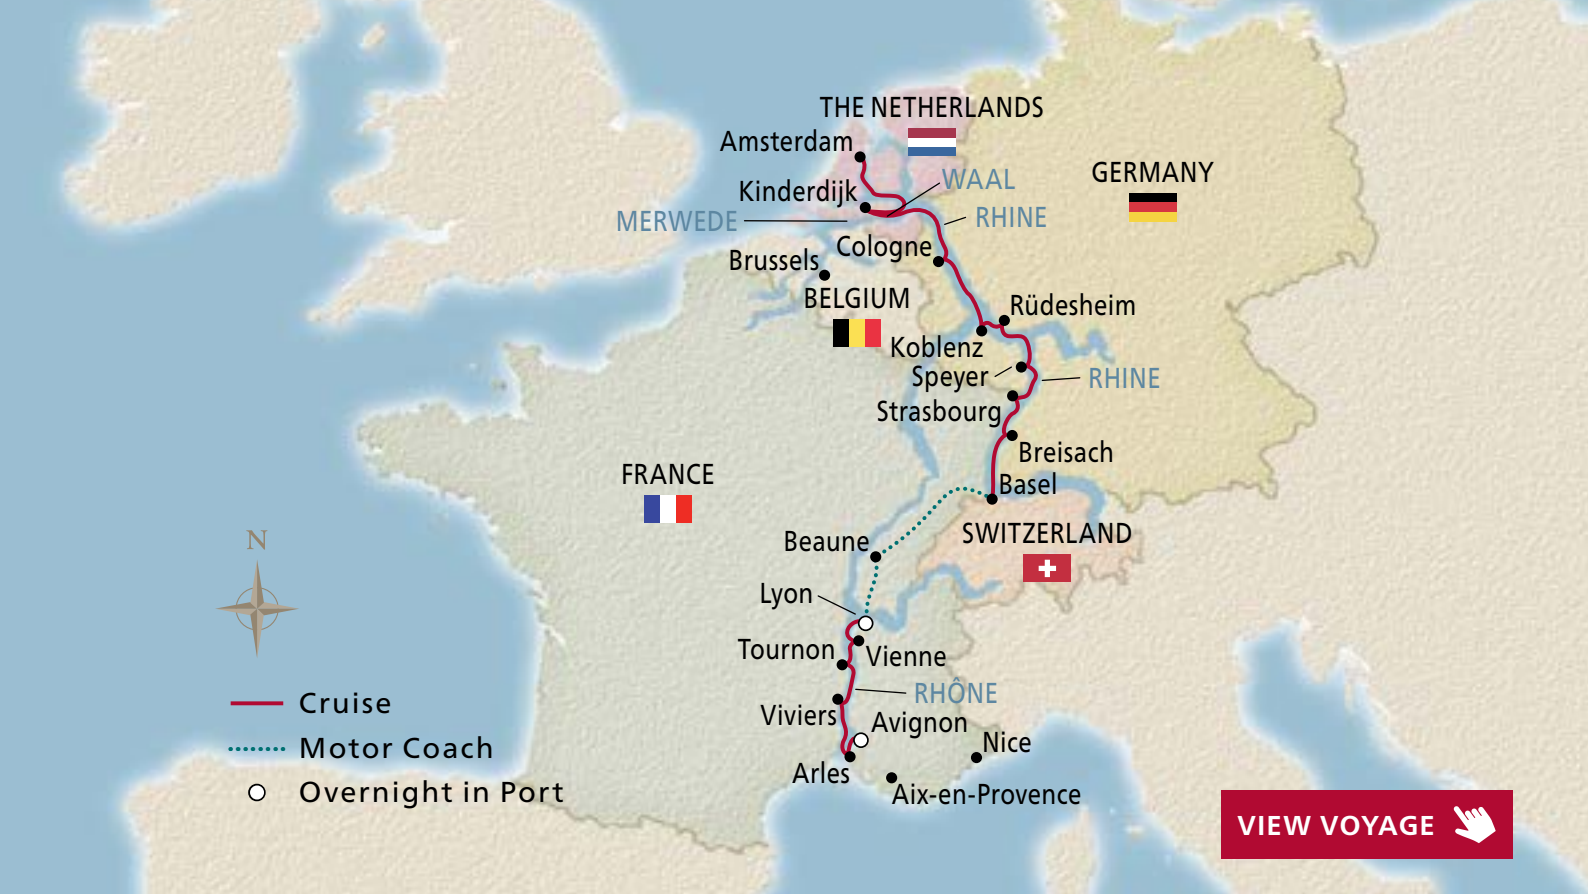 THE NETHERLANDS
Amsterdam
GERMANY
WAAL
Kinderdijk
MERWEDE
RHINE
Cologne
Brussels
BELGIUM
Rüdesheim
Koblenz
Speyer
RHINE
Strasbourg
Breisach
FRANCE
Basel
SWITZERLAND
N
Beaune
Lyon
Tournon
Vienne
RHÔNE
Cruise
Viviers
Avignon
Motor Coach
Nice
Arles
Overnight in Port
Aix-en-Provence
VIEW VOYAGE